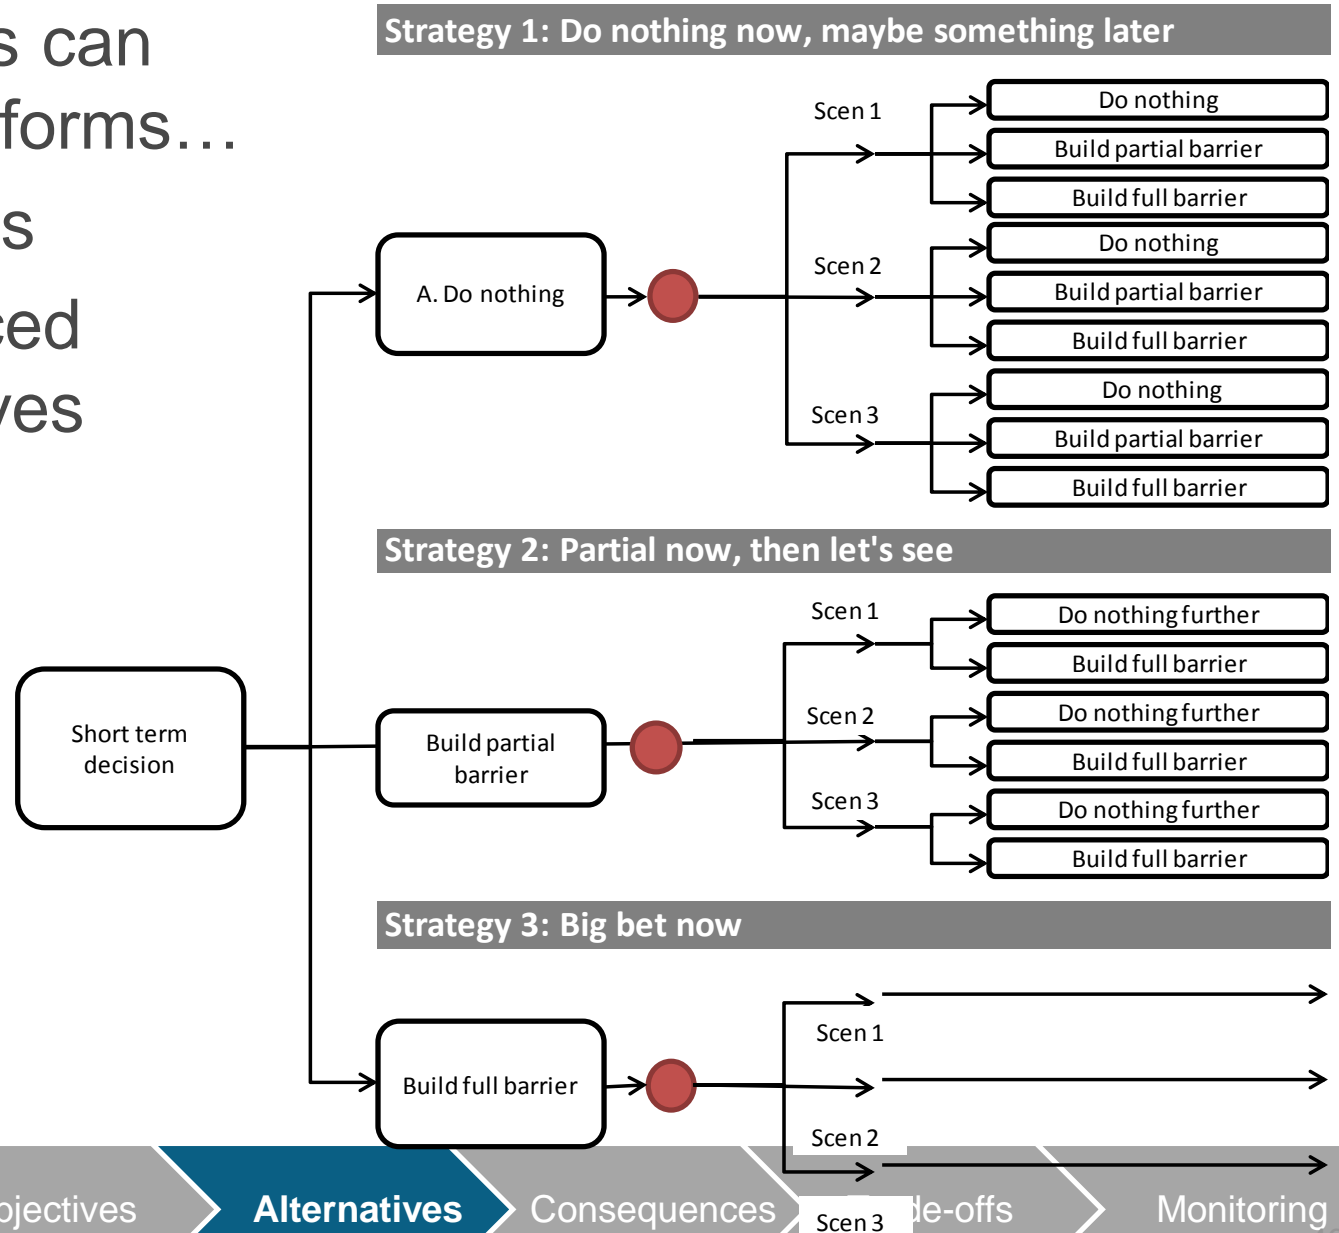 s can
forms…
s
ced
ves
Strategy 1: Do nothing now, maybe something later
Scen 1
Do nothing
Build partial barrier
Build full barrier
A. Do nothing
Scen 2
Do nothing
Build partial barrier
Build full barrier
Scen 3
Do nothing
Build partial barrier
Build full barrier
Strategy 2: Partial now, then let's see
Short term
decision
Build partial
barrier
Scen 1
Do nothing further
Build full barrier
Scen 2
Do nothing further
Build full barrier
Scen 3
Do nothing further
Build full barrier
Strategy 3: Big bet now
Build full barrier
Scen 1
Scen 2
Scen 3
bjectives
Alternatives
Consequences
de-offs
Monitoring